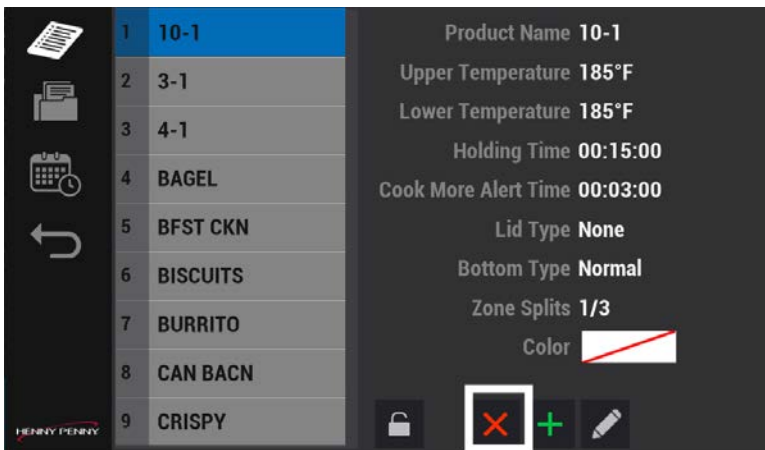 1 10-1
2 3-1
3 4-1
4 BAGEL
5 BFST CKN
6 BISCUITS
7 BURRITO
8 CAN BACN
9 CRISPY
Product Name 10-1
Upper Temperature 185°F
Lower Temperature 185°F
Holding Time 00:15:00
Cook More Alert Time 00:03:00
Lid Type None
Bottom Type Normal
Zone Splits 1/3
Color
HENNY PENNY